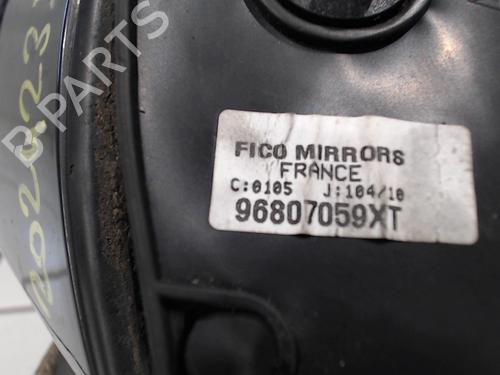 FICO MIRRORS
FRANCE
C:0105 J:104/10
96807059XT
B-PARTS